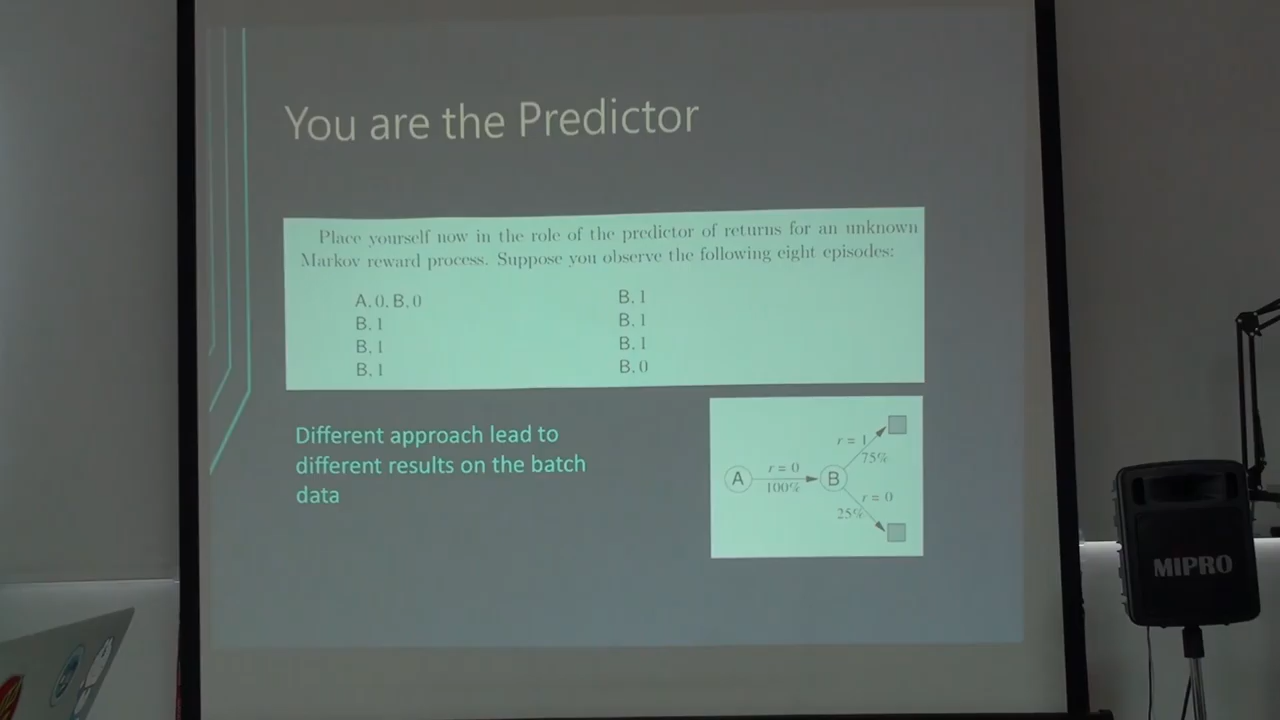 You are the Predictor
Place yourself now in the role of the predictor of returns for an unknown
Markov reward process. Suppose you observe the following eight episodes:
A, 0, B, 0
B, 1
B, 1
B, 1
B, 1
B, 1
B, 1
B, 0
Different approach lead to
different results on the batch
data
A
r = 0
100%
B
r = 1
75%
r = 0
25%
MIPRO